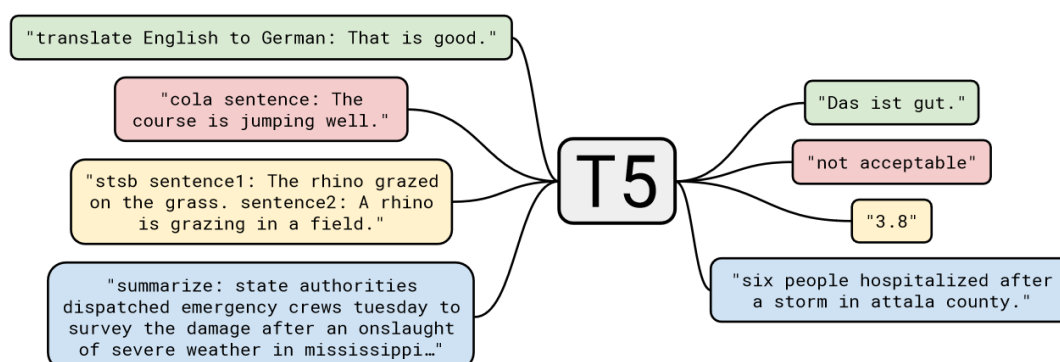 "translate English to German: That is good."
"cola sentence: The
course is jumping well."
"stsb sentence1: The rhino grazed
on the grass. sentence2: A rhino
is grazing in a field."
"summarize: state authorities
dispatched emergency crews tuesday to
survey the damage after an onslaught
of severe weather in mississippi…"
T5
"Das ist gut."
"not acceptable"
"3.8"
"six people hospitalized after
a storm in attala county."